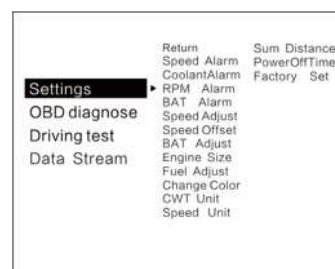 Settings
OBD diagnose
Driving test
Data Stream
Return
Speed Alarm
CoolantAlarm
RPM Alarm
BAT Alarm
Speed Adjust
Speed Offset
BAT Adjust
Engine Size
Fuel Adjust
Change Color
CWT Unit
Speed Unit
Sum Distance
PowerOffTime
Factory Set